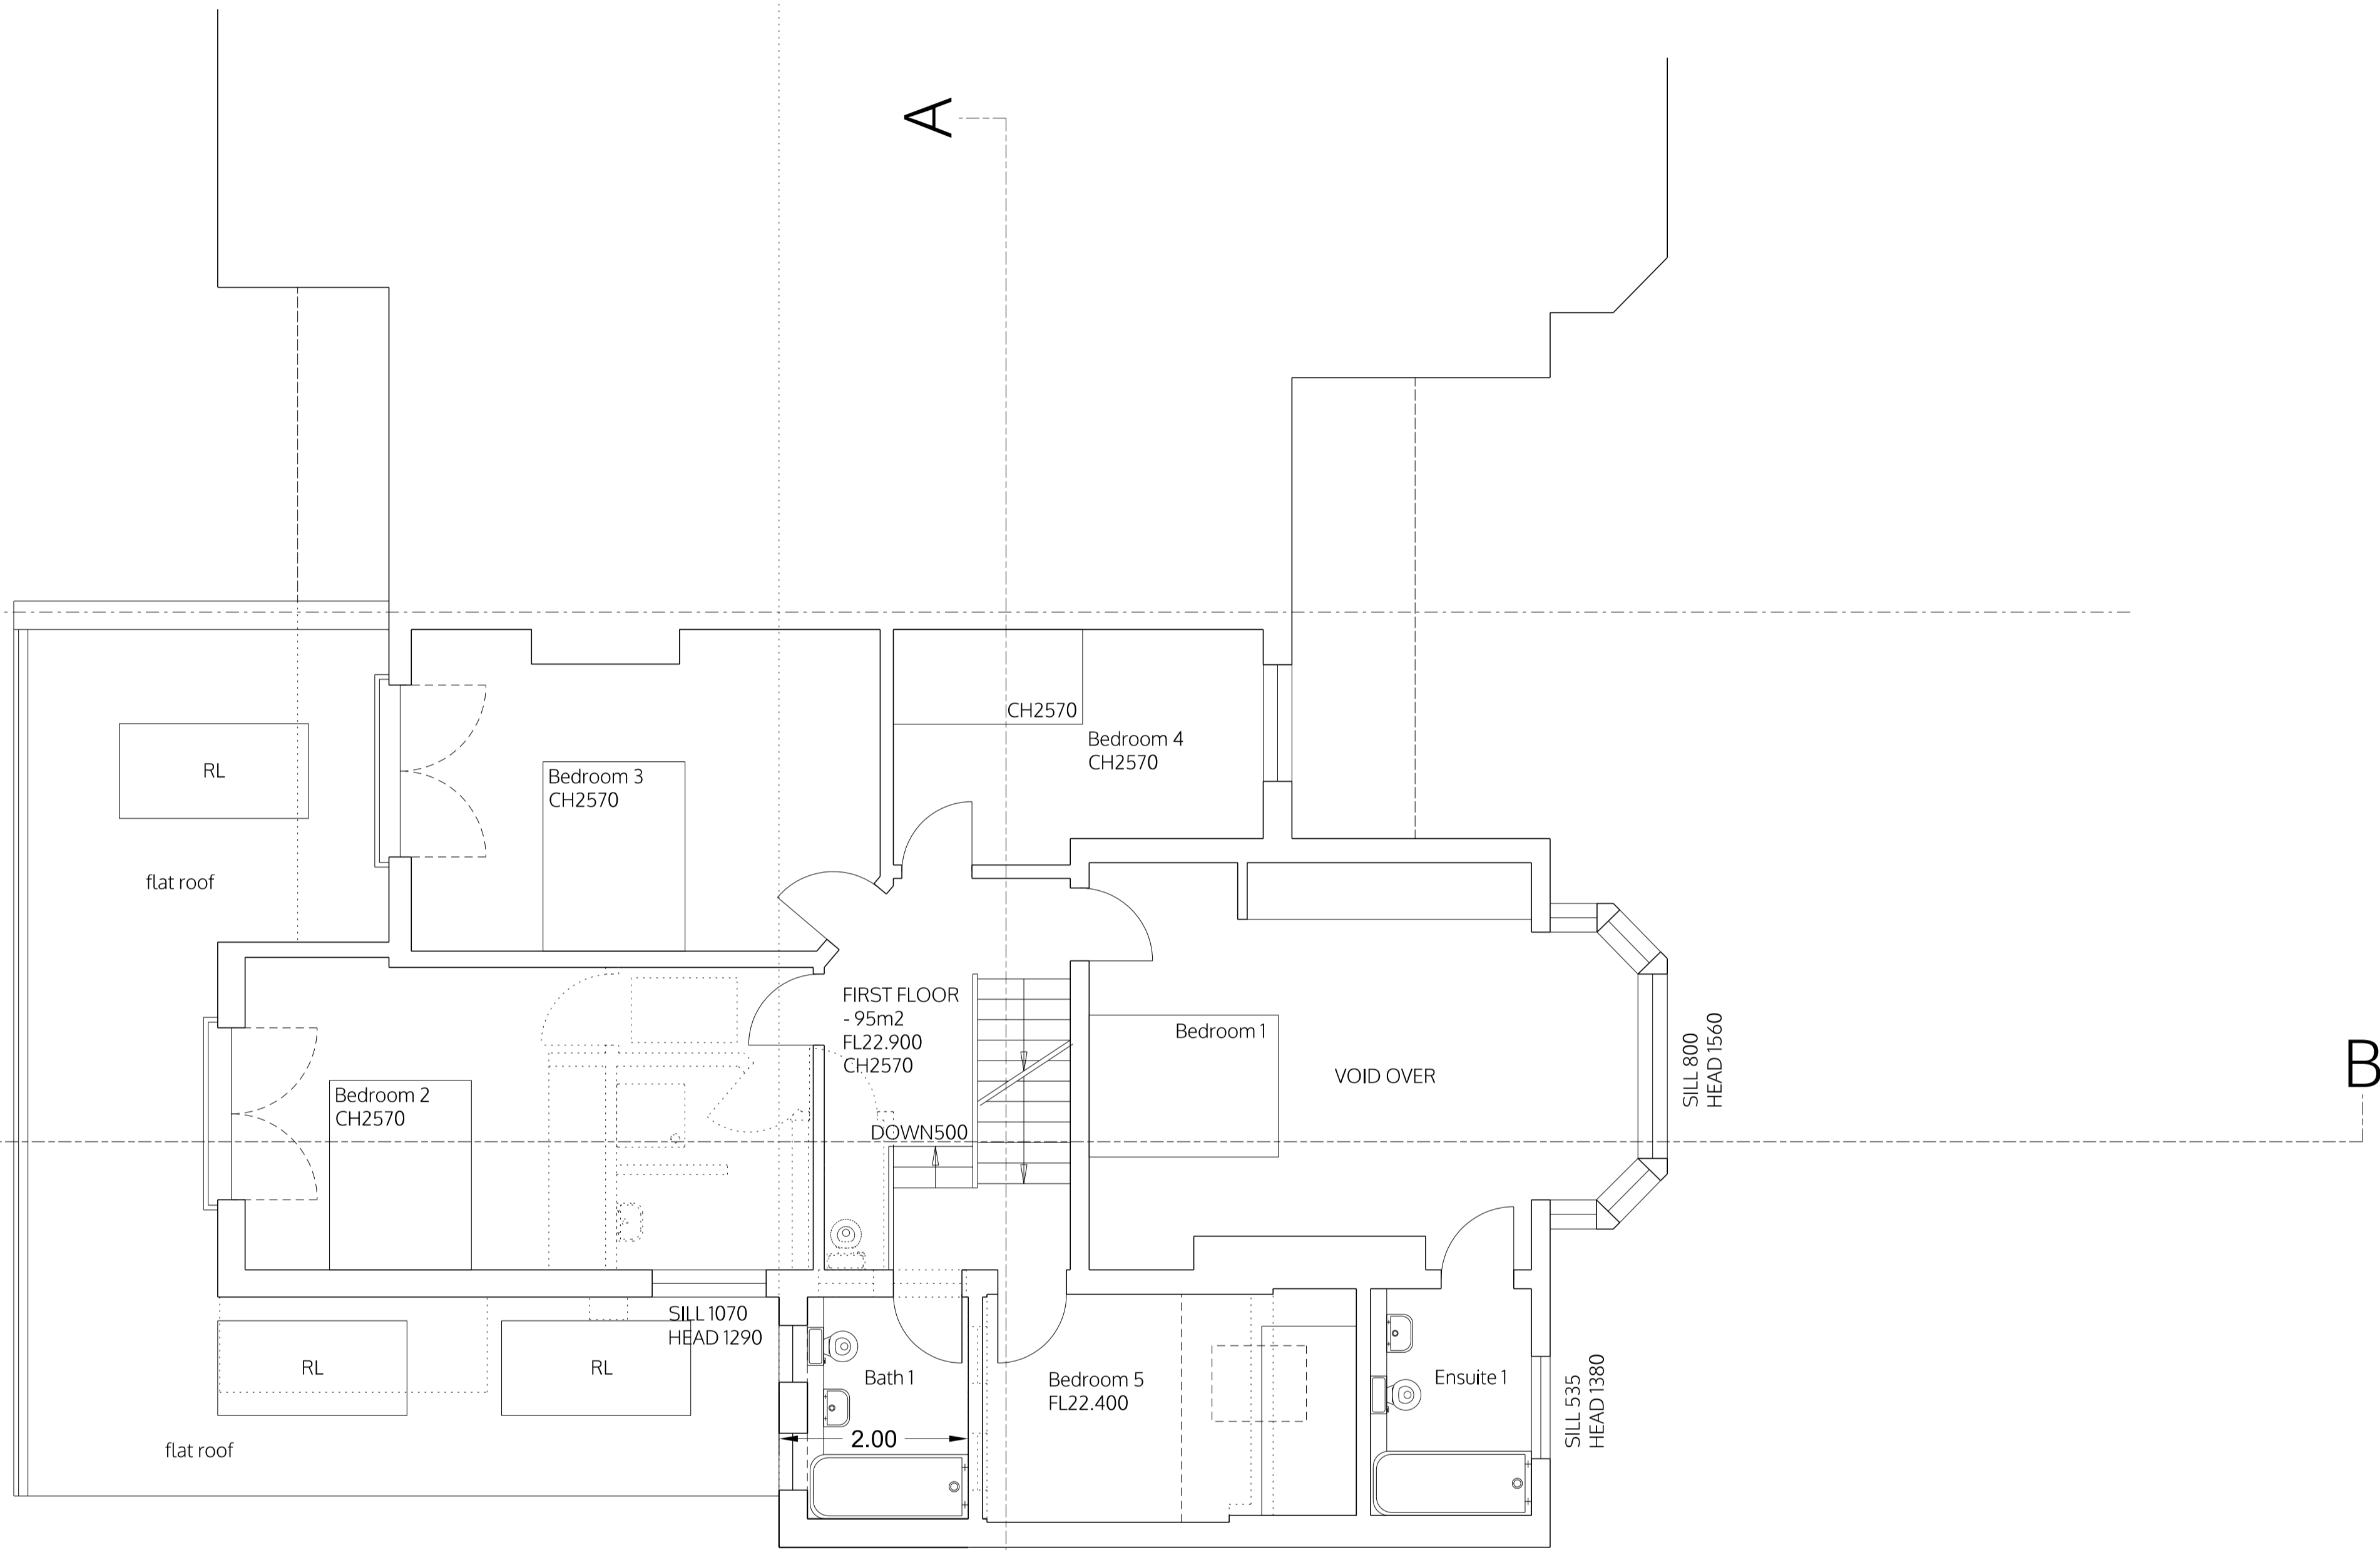 A
CH2570
Bedroom 4
CH2570
RL
Bedroom 3
CH2570
flat roof
FIRST FLOOR
- 95m2
FL22.900
CH2570
Bedroom 1
VOID OVER
SILL 800
HEAD 1560
B
Bedroom 2
CH2570
DOWN500
SILL 1070
HEAD 1290
RL
RL
Bath 1
Bedroom 5
FL22.400
Ensuite 1
SILL 535
HEAD 1380
2.00
flat roof